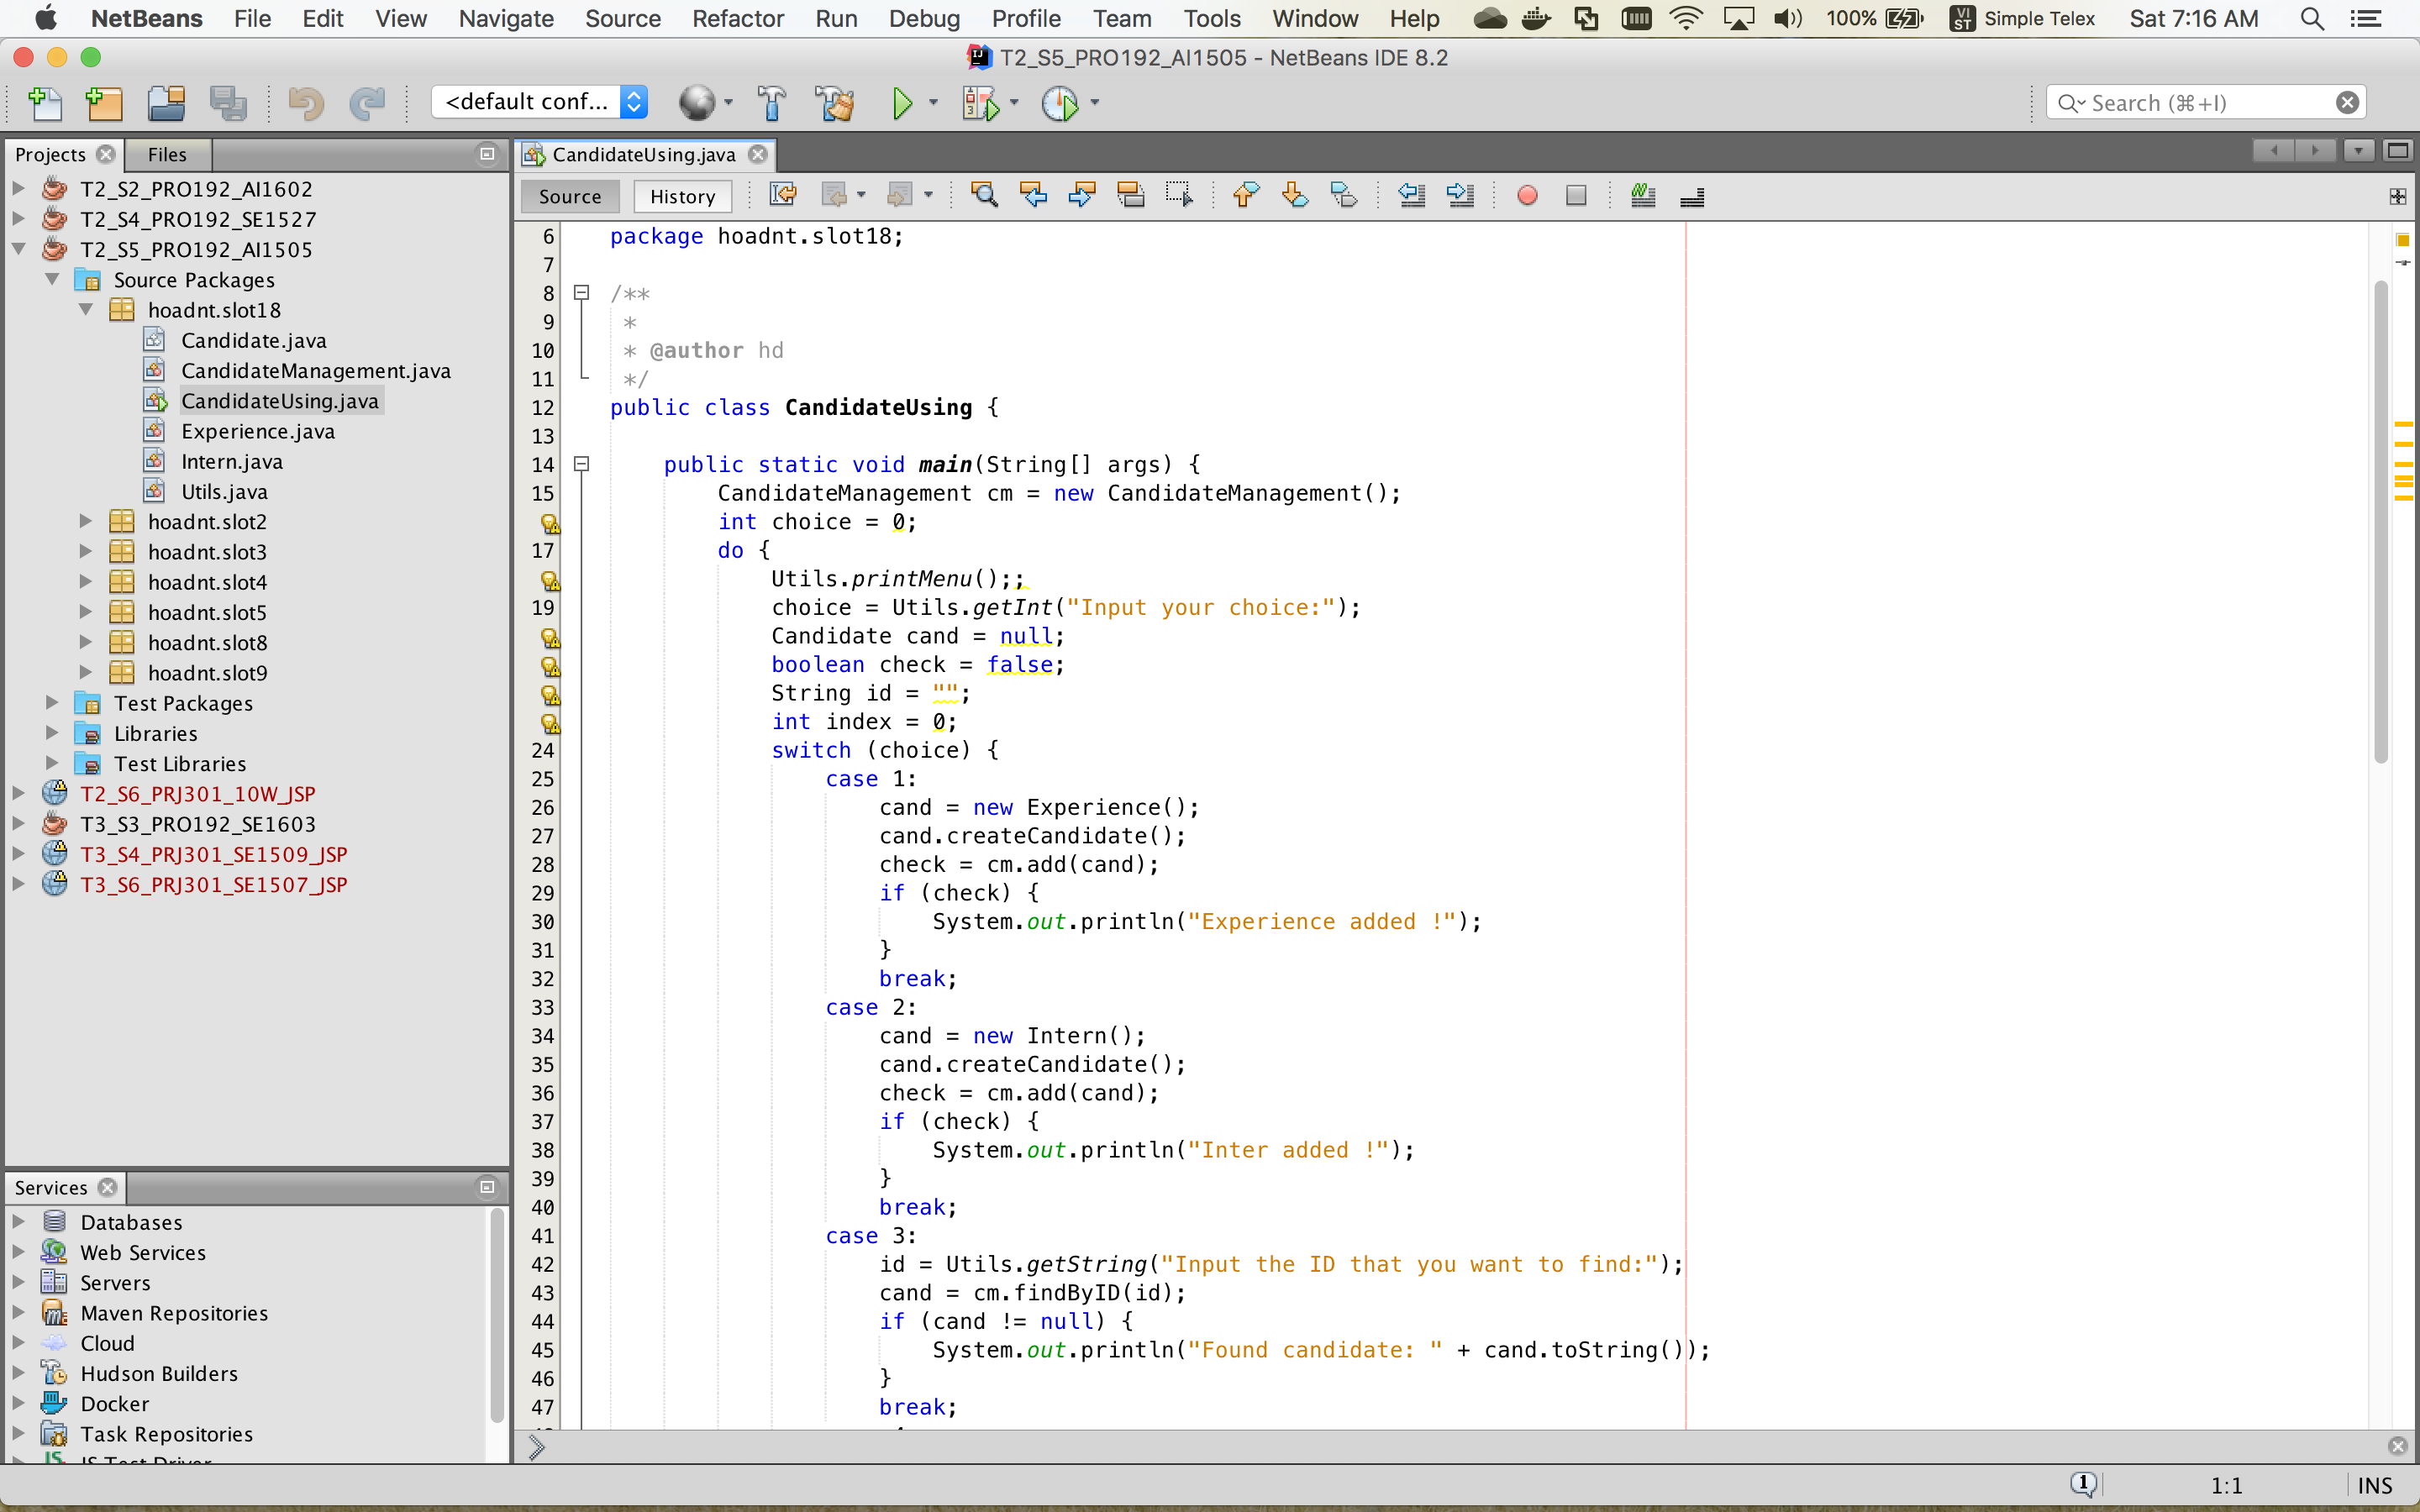 NetBeans File Edit View Navigate Source Refactor Run Debug Profile Team Tools Window Help 100% VI ST Simple Telex Sat 7:16 AM
T2_S5_PRO192_AI1505 - NetBeans IDE 8.2
<default conf... Search (⌘+I)
Projects Files
T2_S2_PRO192_AI1602
T2_S4_PRO192_SE1527
T2_S5_PRO192_AI1505
Source Packages
hoadnt.slot18
Candidate.java
CandidateManagement.java
CandidateUsing.java
Experience.java
Intern.java
Utils.java
hoadnt.slot2
hoadnt.slot3
hoadnt.slot4
hoadnt.slot5
hoadnt.slot8
hoadnt.slot9
Test Packages
Libraries
Test Libraries
T2_S6_PRJ301_10W_JSP
T3_S3_PRO192_SE1603
T3_S4_PRJ301_SE1509_JSP
T3_S6_PRJ301_SE1507_JSP
Services
Databases
Web Services
Servers
Maven Repositories
Cloud
Hudson Builders
Docker
Task Repositories
JS Test Driver
CandidateUsing.java
Source History
6 package hoadnt.slot18;
7
8 /**
9 *
10 * @author hd
11 */
12 public class CandidateUsing {
13
14 public static void main(String[] args) {
15 CandidateManagement cm = new CandidateManagement();
int choice = 0;
17 do {
Utils.printMenu();;
19 choice = Utils.getInt("Input your choice:");
Candidate cand = null;
boolean check = false;
String id = "";
int index = 0;
24 switch (choice) {
25 case 1:
26 cand = new Experience();
27 cand.createCandidate();
28 check = cm.add(cand);
29 if (check) {
30 System.out.println("Experience added !");
31 }
32 break;
33 case 2:
34 cand = new Intern();
35 cand.createCandidate();
36 check = cm.add(cand);
37 if (check) {
38 System.out.println("Inter added !");
39 }
40 break;
41 case 3:
42 id = Utils.getString("Input the ID that you want to find:");
43 cand = cm.findByID(id);
44 if (cand != null) {
45 System.out.println("Found candidate: " + cand.toString());
46 }
47 break;
1 1:1 INS